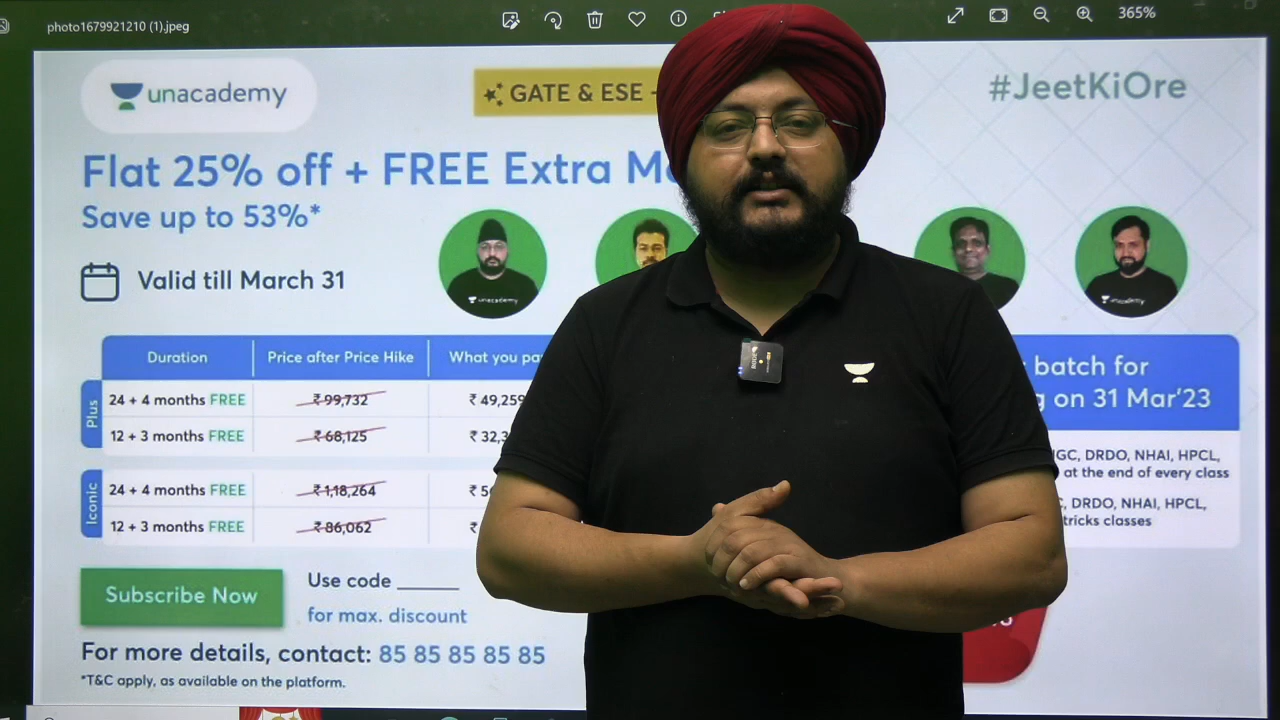 photo1679921210 (1).jpeg
365%
unacademy
GATE & ESE -
#JeetKiOre
Flat 25% off + FREE Extra
Save up to 53%*
Valid till March 31
unacademy
unacademy
Duration
Price after Price Hike
What you
batch for
on 31 Mar'23
Plus
24 + 4 months FREE
₹ 99,732
₹ 49,259
12 + 3 months FREE
₹ 68,125
₹ 32,3
DRDO, NHAI, HPCL,
at the end of every class
Iconic
24 + 4 months FREE
₹ 1,18,264
₹
12 + 3 months FREE
₹ 86,062
₹
DRDO, NHAI, HPCL,
tricks classes
Subscribe Now
Use code ______
for max. discount
For more details, contact: 85 85 85 85 85
*T&C apply, as available on the platform.